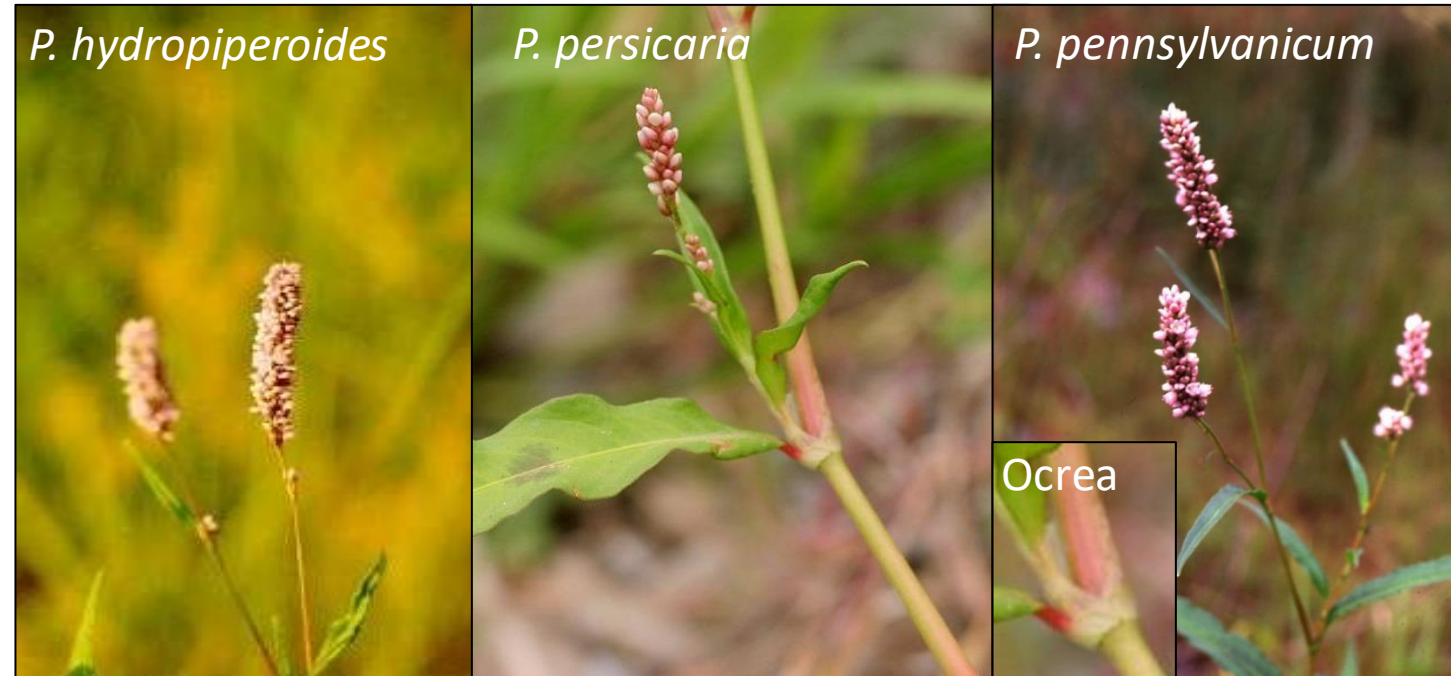 P. hydropiperoides
P. persicaria
P. pennsylvanicum
Ocrea